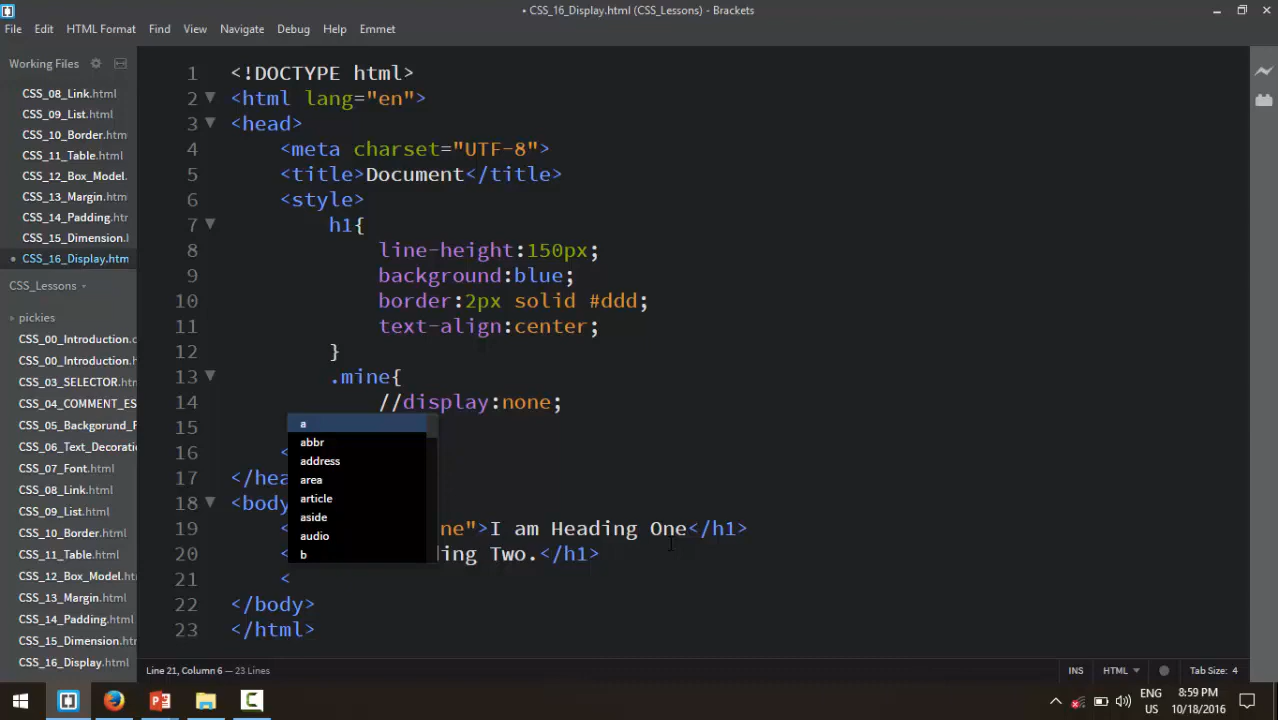 • CSS_16_Display.html (CSS_Lessons) - Brackets
File Edit HTML Format Find View Navigate Debug Help Emmet
Working Files
CSS_08_Link.html
CSS_09_List.html
CSS_10_Border.htm
CSS_11_Table.html
CSS_12_Box_Model.
CSS_13_Margin.html
CSS_14_Padding.htr
CSS_15_Dimension.l
• CSS_16_Display.htm
CSS_Lessons
pickies
CSS_00_Introduction.c
CSS_00_Introduction.h
CSS_03_SELECTOR.htr
CSS_04_COMMENT_ES
CSS_05_Backgorund_F
CSS_06_Text_Decoratio
CSS_07_Font.html
CSS_08_Link.html
CSS_09_List.html
CSS_10_Border.html
CSS_11_Table.html
CSS_12_Box_Model.htm
CSS_13_Margin.html
CSS_14_Padding.html
CSS_15_Dimension.htm
CSS_16_Display.html
1 <!DOCTYPE html>
2 <html lang="en">
3 <head>
4 <meta charset="UTF-8">
5 <title>Document</title>
6 <style>
7 h1{
8 line-height:150px;
9 background:blue;
10 border:2px solid #ddd;
11 text-align:center;
12 }
13 .mine{
14 //display:none;
15
16 <
17 </hea
18 <body
19 < ne">I am Heading One</h1>
20 < ding Two.</h1>
21 <
22 </body>
23 </html>
a
abbr
address
area
article
aside
audio
b
Line 21, Column 6 — 23 Lines
INS HTML Tab Size: 4
ENG 8:59 PM
US 10/18/2016